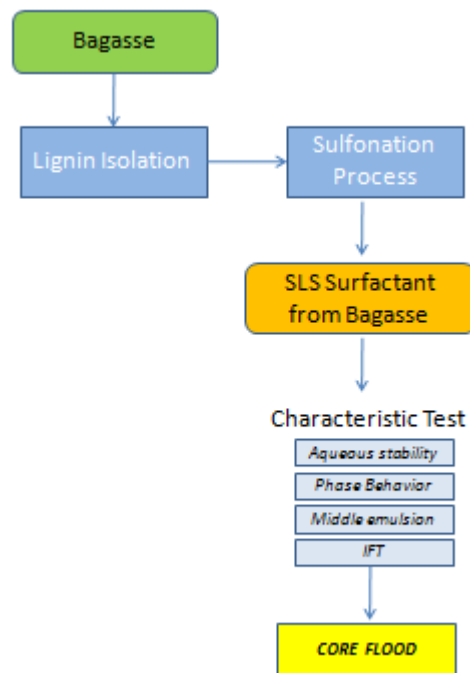 Bagasse
Lignin Isolation
Sulfonation
Process
SLS Surfactant
from Bagasse
Characteristic Test
Aqueous stability
Phase Behavior
Middle emulsion
IFT
CORE FLOOD